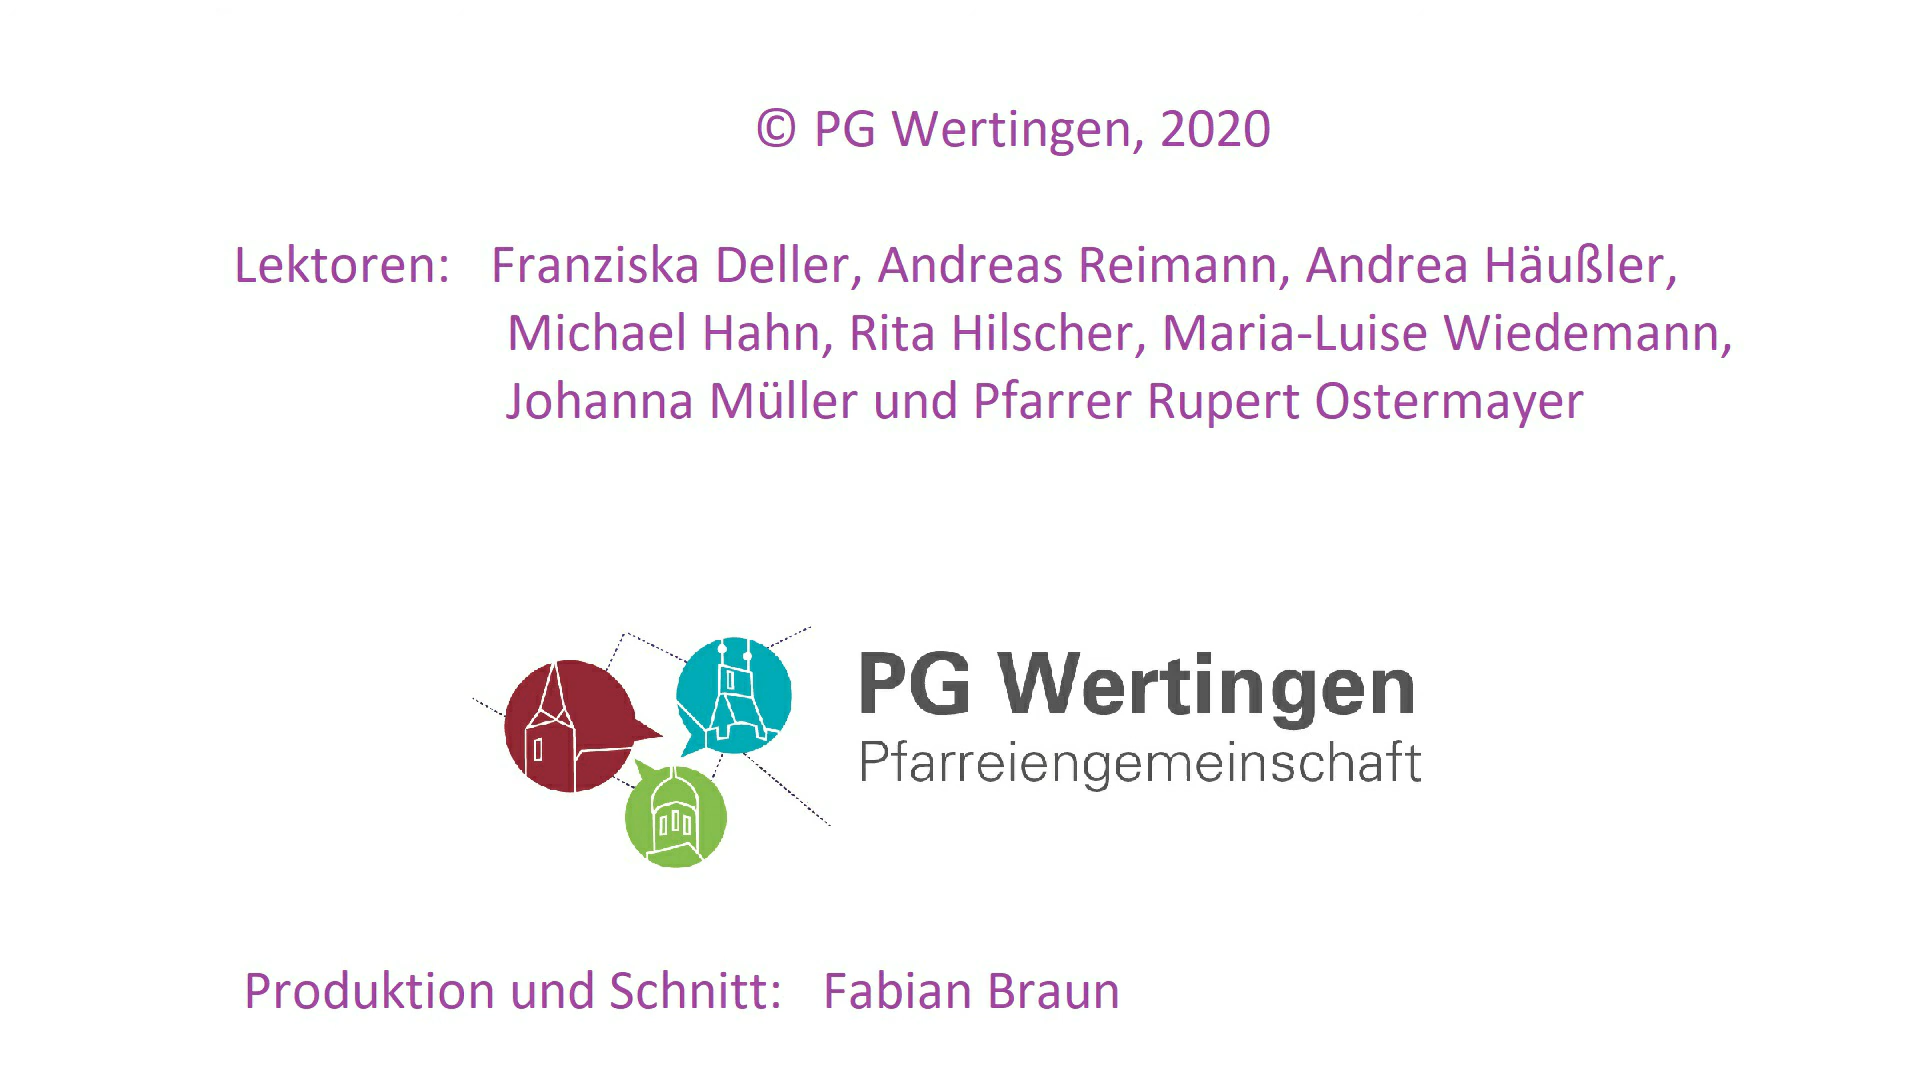 © PG Wertingen, 2020
Lektoren: Franziska Deller, Andreas Reimann, Andrea Häußler,
Michael Hahn, Rita Hilscher, Maria-Luise Wiedemann,
Johanna Müller und Pfarrer Rupert Ostermayer
PG Wertingen
Pfarreiengemeinschaft
Produktion und Schnitt: Fabian Braun